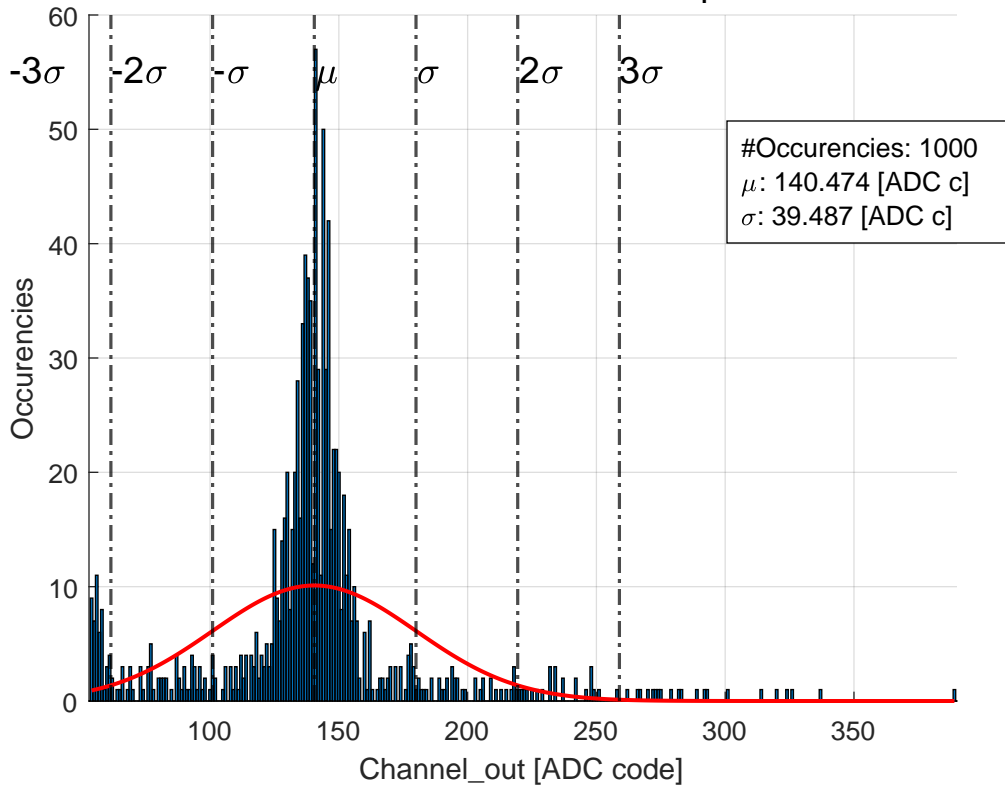 60
-3σ
-2σ
-σ
μ
σ
2σ
3σ
50
#Occurencies: 1000
μ: 140.474 [ADC c]
σ: 39.487 [ADC c]
40
Occurencies
30
20
10
0
100
150
200
250
300
350
Channel_out [ADC code]